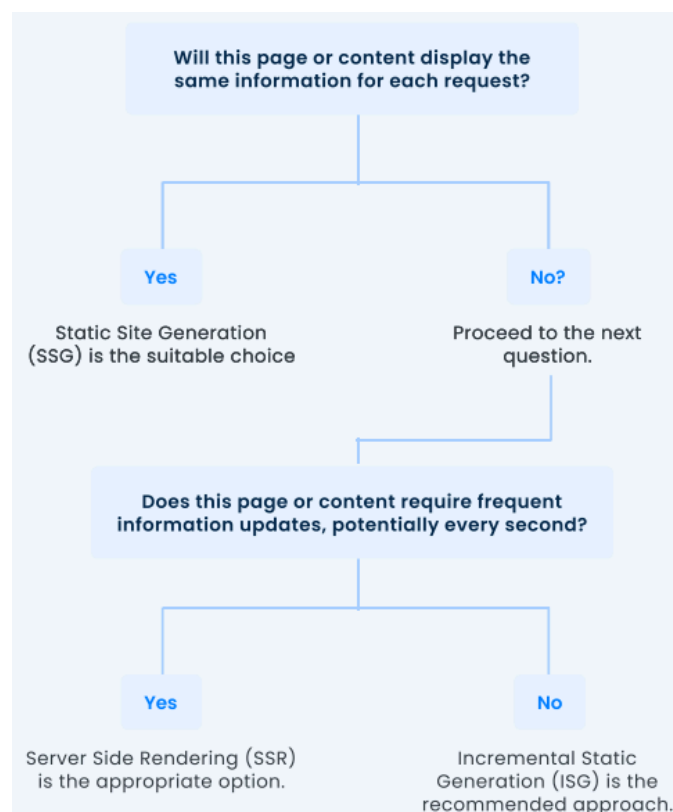 Will this page or content display the
same information for each request?
Yes
No?
Static Site Generation
(SSG) is the suitable choice
Proceed to the next
question.
Does this page or content require frequent
information updates, potentially every second?
Yes
No
Server Side Rendering (SSR)
is the appropriate option.
Incremental Static
Generation (ISG) is the
recommended approach.